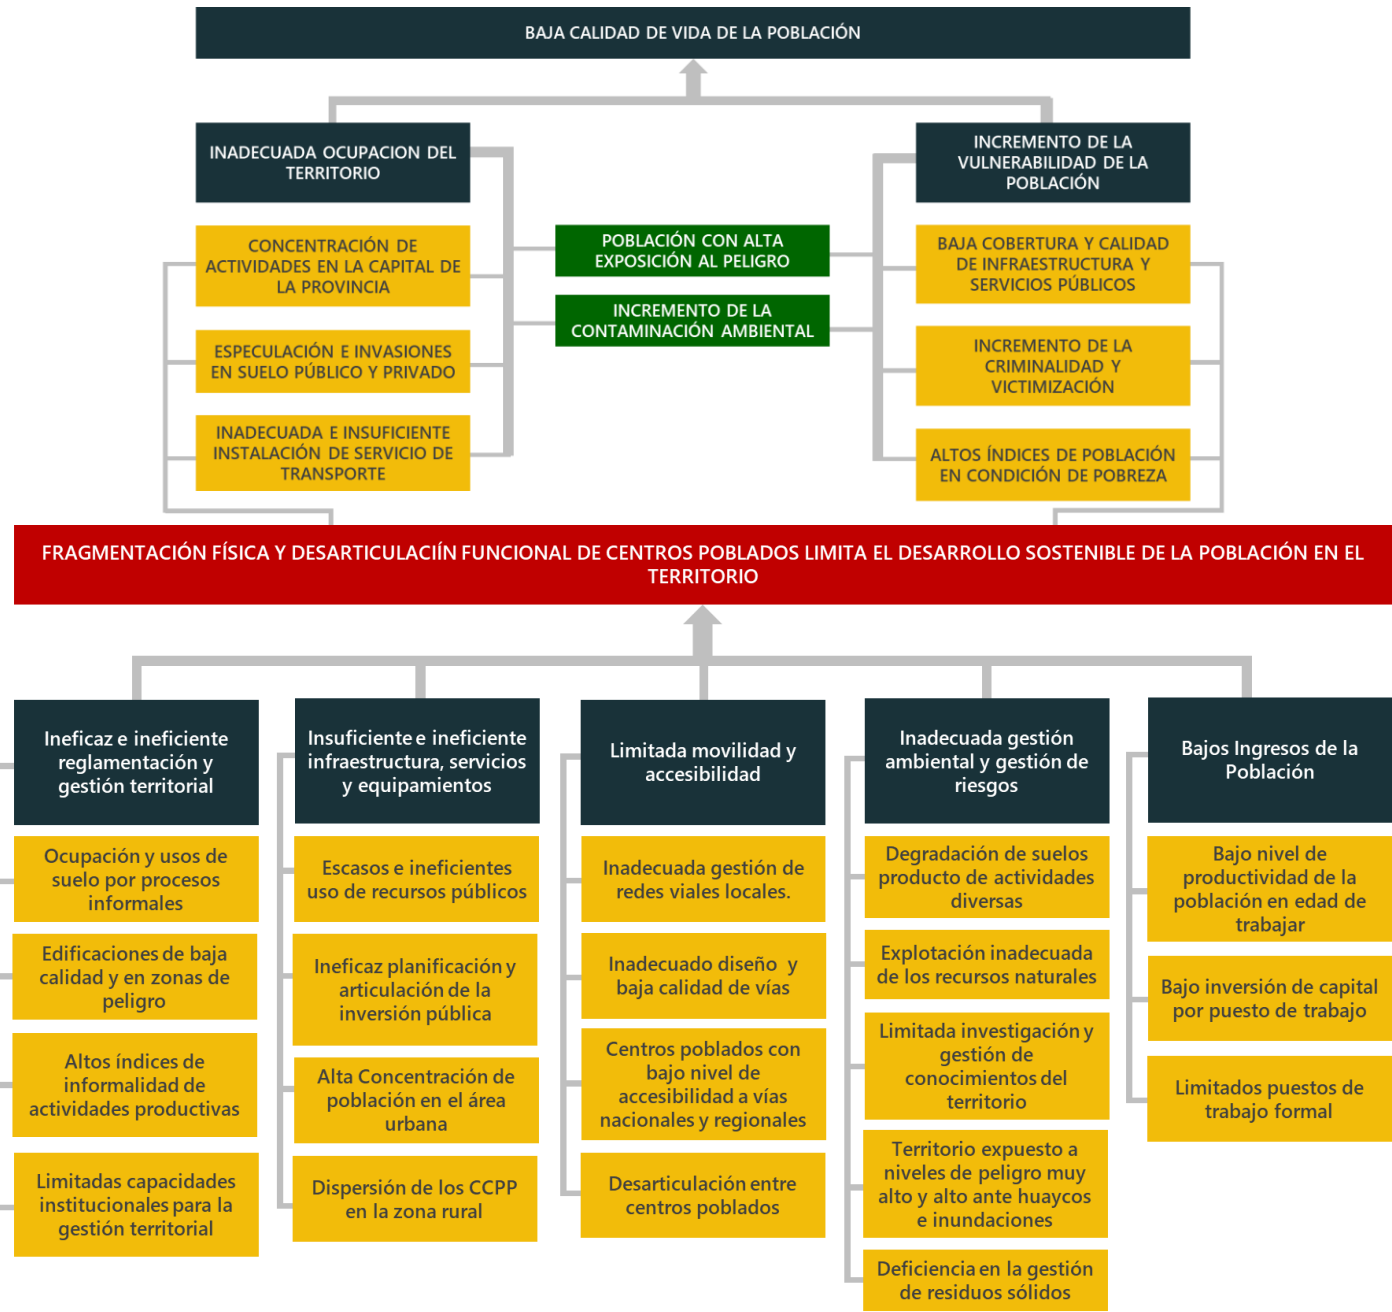 BAJA CALIDAD DE VIDA DE LA POBLACIÓN
INADECUADA OCUPACION DEL
TERRITORIO
INCREMENTO DE LA
VULNERABILIDAD DE LA
POBLACIÓN
CONCENTRACIÓN DE
ACTIVIDADES EN LA CAPITAL DE
LA PROVINCIA
ESPECULACIÓN E INVASIONES
EN SUELO PÚBLICO Y PRIVADO
INADECUADA E INSUFICIENTE
INSTALACIÓN DE SERVICIO DE
TRANSPORTE
POBLACIÓN CON ALTA
EXPOSICIÓN AL PELIGRO
INCREMENTO DE LA
CONTAMINACIÓN AMBIENTAL
BAJA COBERTURA Y CALIDAD
DE INFRAESTRUCTURA Y
SERVICIOS PÚBLICOS
INCREMENTO DE LA
CRIMINALIDAD Y
VICTIMIZACIÓN
ALTOS ÍNDICES DE POBLACIÓN
EN CONDICIÓN DE POBREZA
FRAGMENTACIÓN FÍSICA Y DESARTICULACIÍN FUNCIONAL DE CENTROS POBLADOS LIMITA EL DESARROLLO SOSTENIBLE DE LA POBLACIÓN EN EL
TERRITORIO
Ineficaz e ineficiente
reglamentación y
gestión territorial
Ocupación y usos de
suelo por procesos
informales
Edificaciones de baja
calidad y en zonas de
peligro
Altos índices de
informalidad de
actividades productivas
Limitadas capacidades
institucionales para la
gestión territorial
Insuficiente e ineficiente
infraestructura, servicios
y equipamientos
Escasos e ineficientes
uso de recursos públicos
Ineficaz planificación y
articulación de la
inversión pública
Alta Concentración de
población en el área
urbana
Dispersión de los CCPP
en la zona rural
Limitada movilidad y
accesibilidad
Inadecuada gestión de
redes viales locales.
Inadecuado diseño y
baja calidad de vías
Centros poblados con
bajo nivel de
accesibilidad a vías
nacionales y regionales
Desarticulación entre
centros poblados
Inadecuada gestión
ambiental y gestión de
riesgos
Degradación de suelos
producto de actividades
diversas
Explotación inadecuada
de los recursos naturales
Limitada investigación y
gestión de
conocimientos del
territorio
Territorio expuesto a
niveles de peligro muy
alto y alto ante huaycos
e inundaciones
Deficiencia en la gestión
de residuos sólidos
Bajos Ingresos de la
Población
Bajo nivel de
productividad de la
población en edad de
trabajar
Bajo inversión de capital
por puesto de trabajo
Limitados puestos de
trabajo formal